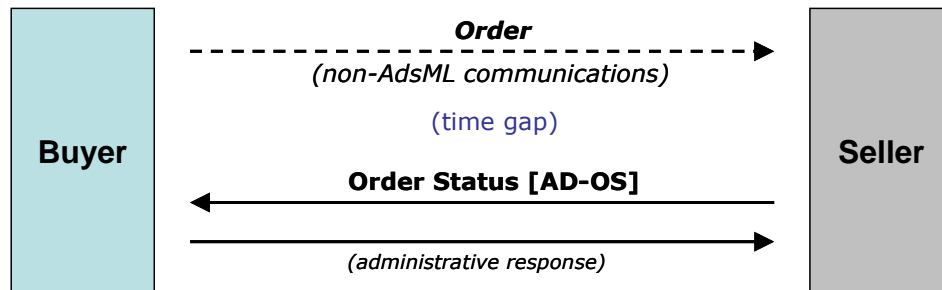 Order
(non-AdsML communications)
(time gap)
Buyer
Seller
Order Status [AD-OS]
(administrative response)